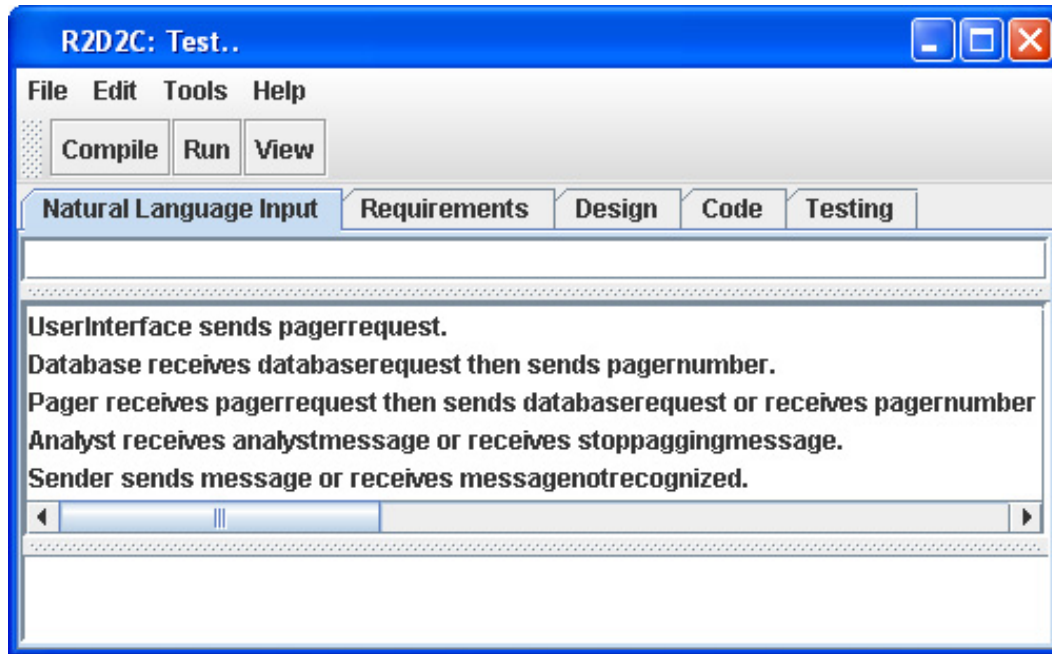 R2D2C: Test..
File Edit Tools Help
Compile Run View
Natural Language Input Requirements Design Code Testing
UserInterface sends pagerrequest.
Database receives databaserequest then sends pagernumber.
Pager receives pagerrequest then sends databaserequest or receives pagernumber
Analyst receives analystmessage or receives stoppaggingmessage.
Sender sends message or receives messagenotrecognized.